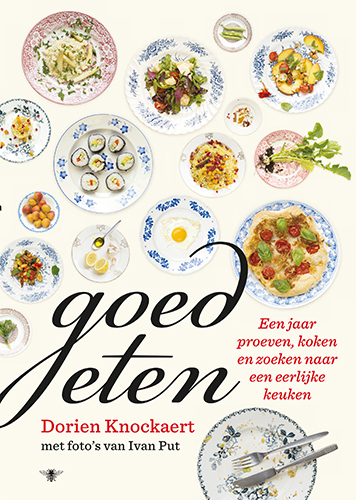 goed
eten
Een jaar
proeven, koken
en zoeken naar
een eerlijke
keuken
Dorien Knockaert
met foto's van Ivan Put